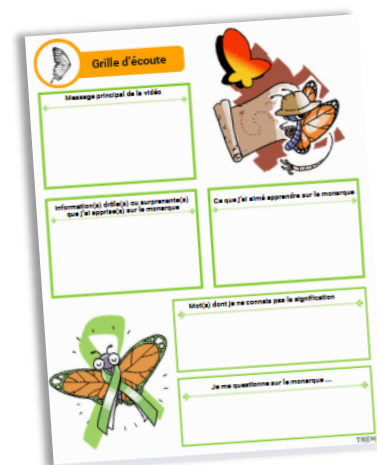 Grille d'écoute
Message principal de la vidéo
Information(s) drôle(s) ou surprenante(s)
que j'ai apprise(s) sur le monarque
Ce que j'ai aimé apprendre sur le monarque
Mot(s) dont je ne connais pas la signification
Je me questionne sur le monarque ...
TREM